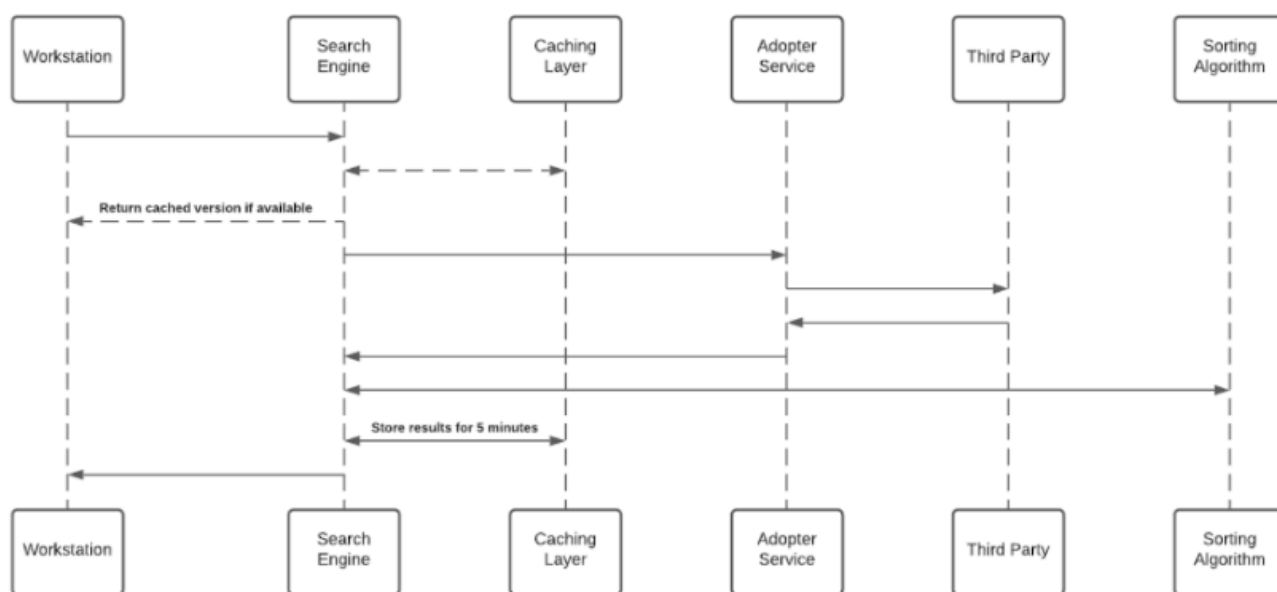 Workstation
Search
Engine
Caching
Layer
Adopter
Service
Third Party
Sorting
Algorithm
Return cached version if available
Store results for 5 minutes
Workstation
Search
Engine
Caching
Layer
Adopter
Service
Third Party
Sorting
Algorithm